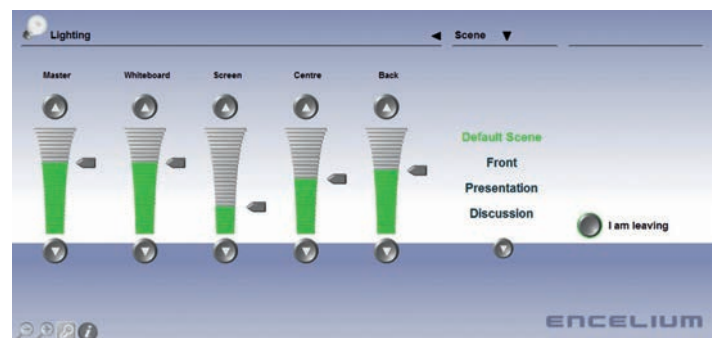 Lighting
Scene
Master
Whiteboard
Screen
Centre
Back
Default Scene
Front
Presentation
Discussion
I am leaving
ENCELIUM